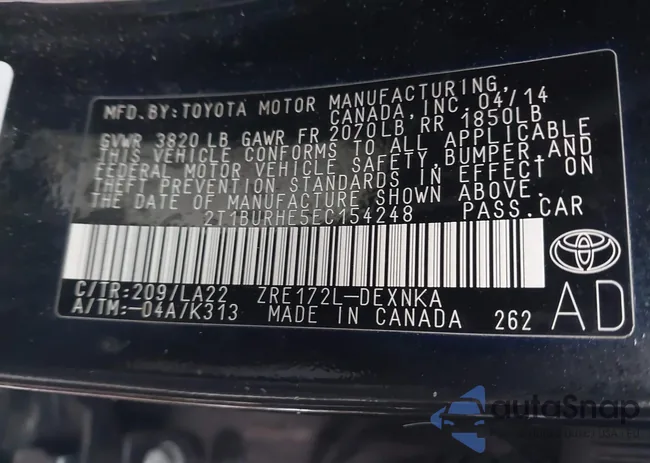 MFD.BY:TOYOTA MOTOR MANUFACTURING,
CANADA, INC. 04/14
GVWR 3820LB GAWR FR 2070LB RR 1850LB
THIS VEHICLE CONFORMS TO ALL APPLICABLE
FEDERAL MOTOR VEHICLE SAFETY, BUMPER, AND
THEFT PREVENTION STANDARDS IN EFFECT ON
THE DATE OF MANUFACTURE SHOWN ABOVE.
2T1BURHE5EC154248 PASS.CAR
C/TR:209/LA22 ZRE172L-DEXNKA
A/TM:-04A/K313 MADE IN CANADA 262
AD
autoSnap